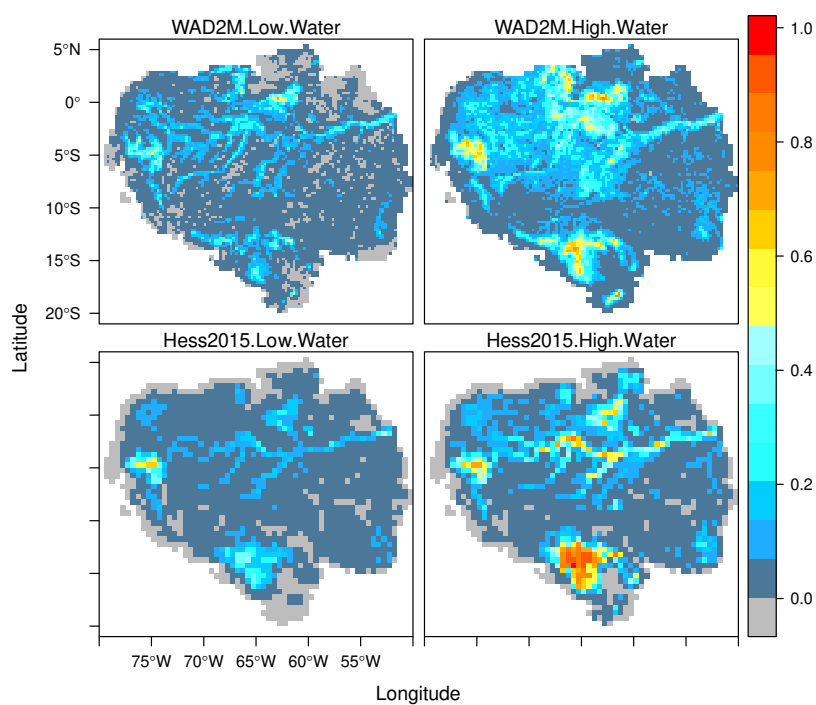 WAD2M.Low.Water
WAD2M.High.Water
5°N
0°
5°S
10°S
15°S
20°S
Latitude
Hess2015.Low.Water
Hess2015.High.Water
75°W 70°W 65°W 60°W 55°W
Longitude
1.0
0.8
0.6
0.4
0.2
0.0